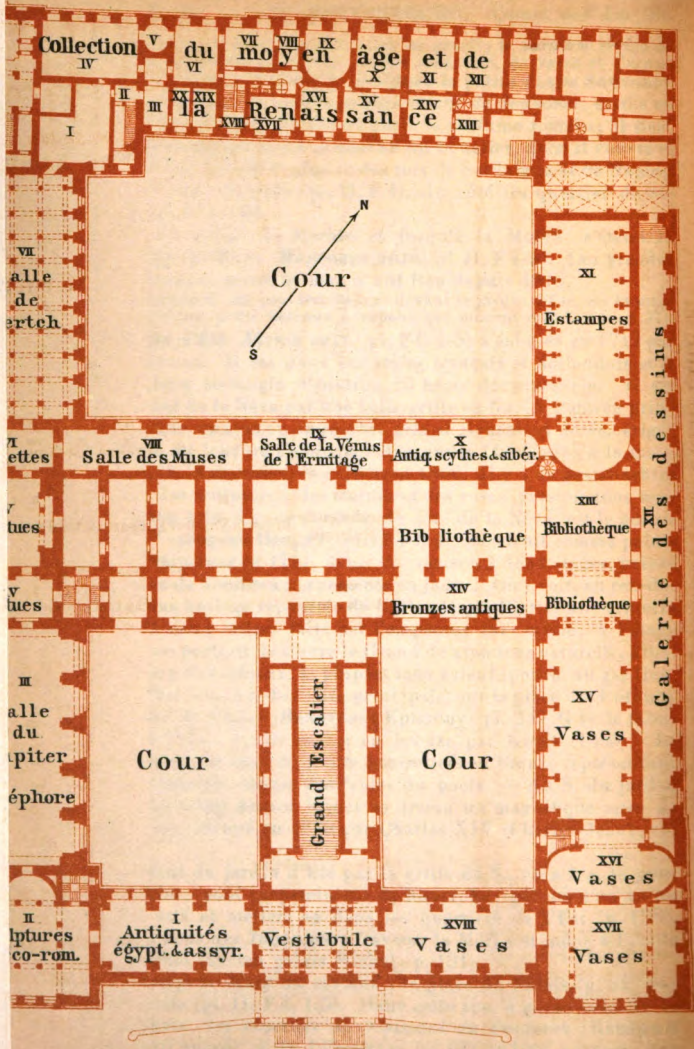 VII VIII IX
Collection V du moyen âge et de
IV VI X XI XII
II III XX XIX XVI XV XIV
la Renaissance
I XVIII XVII XIII
N
Cour
S
VII
alle
de
ertch
XI
Estampes
Galerie des dessins
XII
VI
ettes
VIII
Salle des Muses
IX
Salle de la Vénus
de l'Ermitage
X
Antiq. scythes & sibér.
V
tues
Bibliothèque
XIII
Bibliothèque
V
tues
XIV
Bronzes antiques
Bibliothèque
III
alle
du
piter
éphore
Cour
Grand Escalier
Cour
XV
Vases
XVI
Vases
II
lptures
co-rom.
I
Antiquités
égypt. & assyr.
Vestibule
XVIII
Vases
XVII
Vases